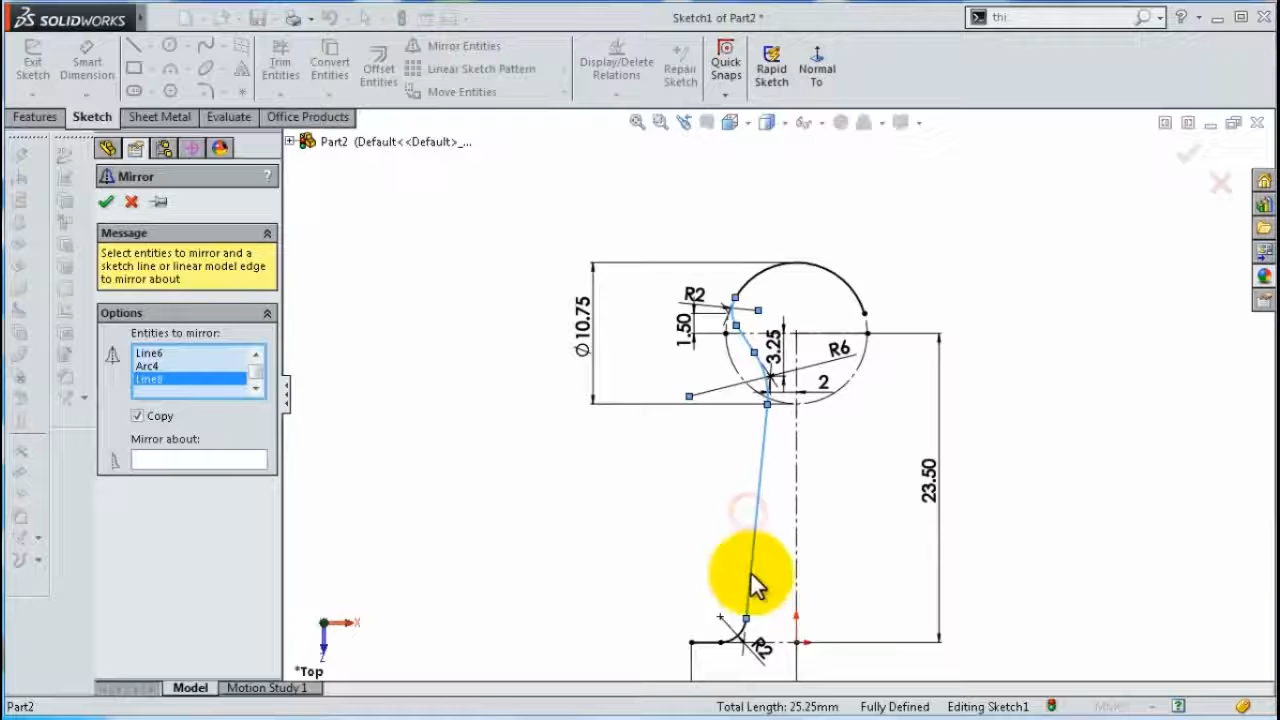 SOLIDWORKS
Sketch1 of Part2 *
thi:
Exit Sketch
Smart Dimension
Trim Entities
Convert Entities
Offset Entities
Mirror Entities
Linear Sketch Pattern
Move Entities
Display/Delete Relations
Repair Sketch
Quick Snaps
Rapid Sketch
Normal To
Features
Sketch
Sheet Metal
Evaluate
Office Products
Part2 (Default<<Default>_...
Mirror
?
Message
Select entities to mirror and a
sketch line or linear model edge
to mirror about
Options
Entities to mirror:
Line6
Arc4
Line8
Copy
Mirror about:
∅ 10.75
R2
1.50
3.25
R6
2
23.50
R2
X
Z
*Top
Model
Motion Study 1
Part2
Total Length: 25.25mm
Fully Defined
Editing Sketch1